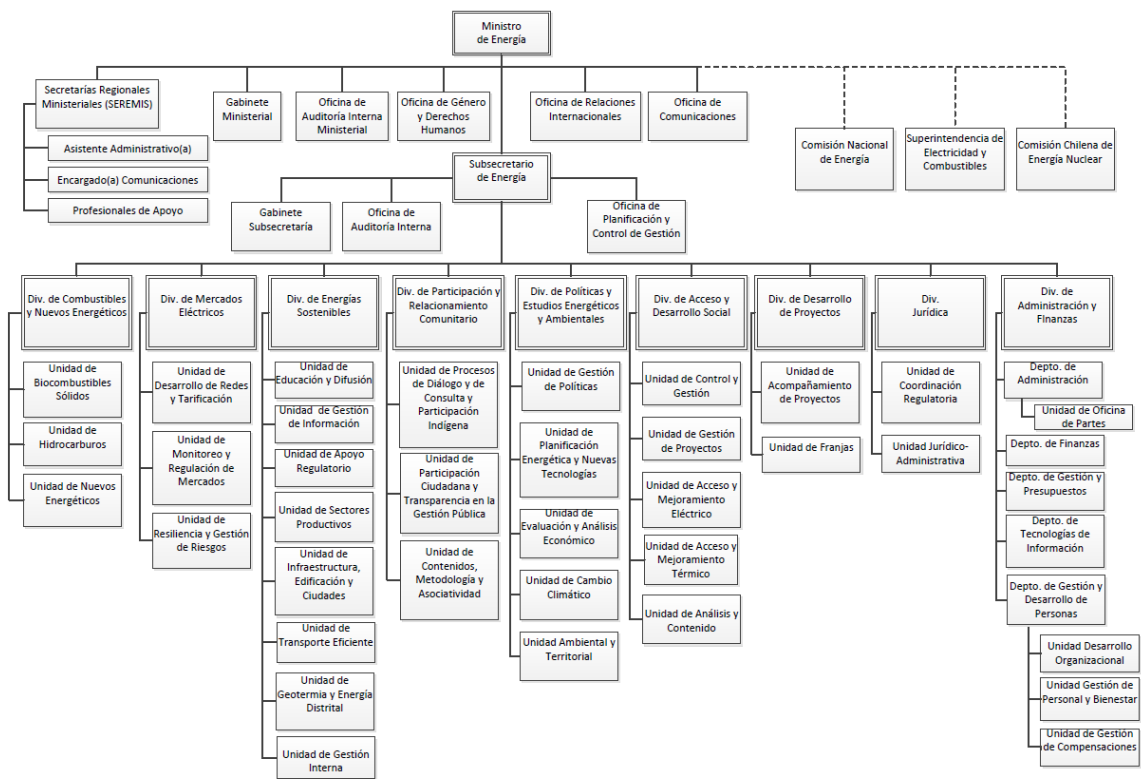 Ministro
de Energía
Secretarías Regionales
Ministeriales (SEREMIS)
Asistente Administrativo(a)
Encargado(a) Comunicaciones
Profesionales de Apoyo
Gabinete
Ministerial
Oficina de
Auditoría Interna
Ministerial
Oficina de Género
y Derechos
Humanos
Oficina de Relaciones
Internacionales
Oficina de
Comunicaciones
Comisión Nacional
de Energía
Superintendencia de
Electricidad y
Combustibles
Comisión Chilena de
Energía Nuclear
Subsecretario
de Energía
Gabinete
Subsecretaría
Oficina de
Auditoría Interna
Oficina de
Planificación y
Control de Gestión
Div. de Combustibles
y Nuevos Energéticos
Unidad de
Biocombustibles
Sólidos
Unidad de
Hidrocarburos
Unidad de Nuevos
Energéticos
Div. de Mercados
Eléctricos
Unidad de
Desarrollo de Redes
y Tarificación
Unidad de
Monitoreo y
Regulación de
Mercados
Unidad de
Resiliencia y Gestión
de Riesgos
Div. de Energías
Sostenibles
Unidad de
Educación y Difusión
Unidad de Gestión
de Información
Unidad de Apoyo
Regulatorio
Unidad de Sectores
Productivos
Unidad de
Infraestructura,
Edificación y
Ciudades
Unidad de
Transporte Eficiente
Unidad de
Geotermia y Energía
Distrital
Unidad de Gestión
Interna
Div. de Participación y
Relacionamiento
Comunitario
Unidad de Procesos
de Diálogo y de
Consulta y
Participación
Indígena
Unidad de
Participación
Ciudadana y
Transparencia en la
Gestión Pública
Unidad de
Contenidos,
Metodología y
Asociatividad
Div. de Políticas y
Estudios Energéticos
y Ambientales
Unidad de Gestión
de Políticas
Unidad de
Planificación
Energética y Nuevas
Tecnologías
Unidad de
Evaluación y Análisis
Económico
Unidad de Cambio
Climático
Unidad Ambiental y
Territorial
Div. de Acceso y
Desarrollo Social
Unidad de Control y
Gestión
Unidad de Gestión
de Proyectos
Unidad de Acceso y
Mejoramiento
Eléctrico
Unidad de Acceso y
Mejoramiento
Térmico
Unidad de Análisis y
Contenido
Div. de Desarrollo
de Proyectos
Unidad de
Acompañamiento
de Proyectos
Unidad de Franjas
Div.
Jurídica
Unidad de
Coordinación
Regulatoria
Unidad Jurídico-
Administrativa
Div. de
Administración y
FInanzas
Depto. de
Administración
Unidad de Oficina
de Partes
Depto. de Finanzas
Depto. de Gestión y
Presupuestos
Depto. de
Tecnologías de
Información
Depto. de Gestión y
Desarrollo de
Personas
Unidad Desarrollo
Organizacional
Unidad Gestión de
Personal y Bienestar
Unidad de Gestión
de Compensaciones